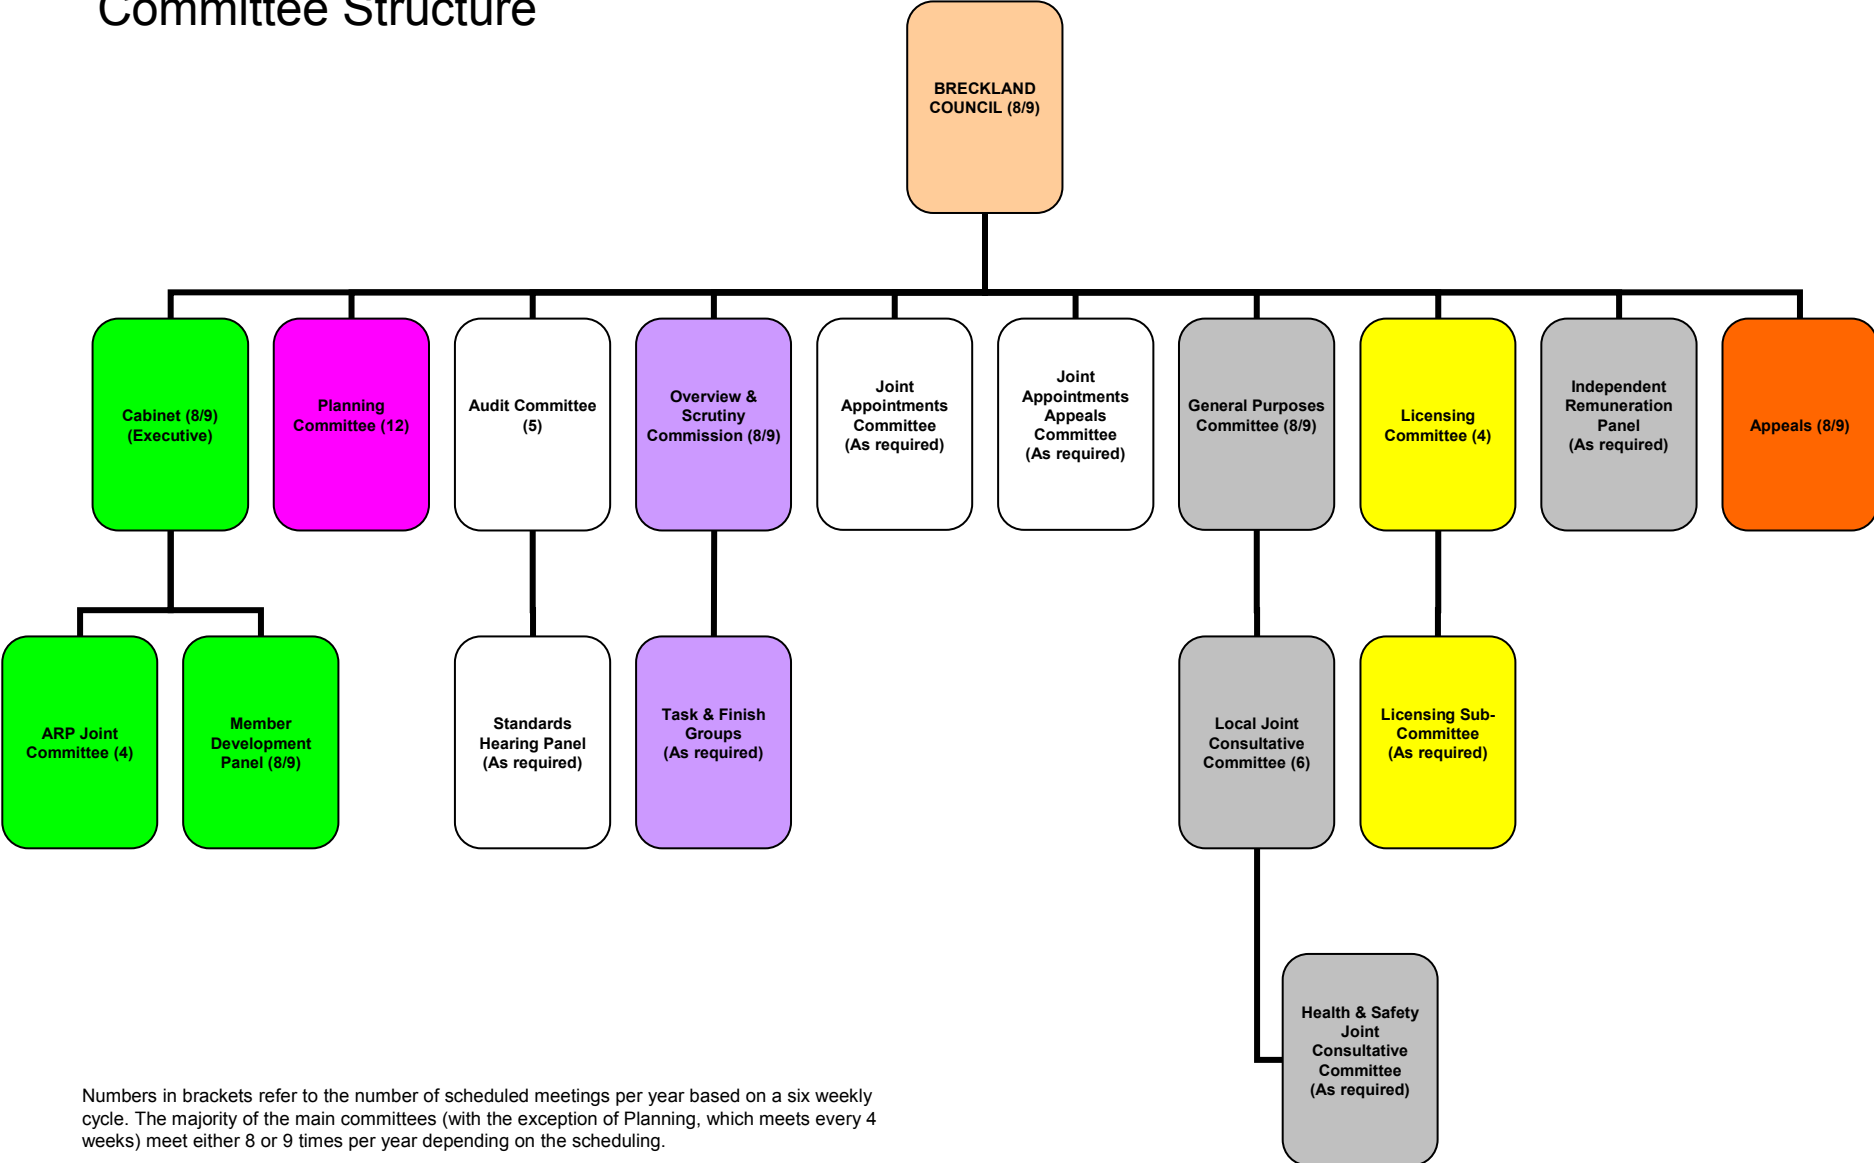 Committee Structure
BRECKLAND
COUNCIL (8/9)
Cabinet (8/9)
(Executive)
Planning
Committee (12)
Audit Committee
(5)
Overview &
Scrutiny
Commission (8/9)
Joint
Appointments
Committee
(As required)
Joint
Appointments
Appeals
Committee
(As required)
General Purposes
Committee (8/9)
Licensing
Committee (4)
Independent
Remuneration
Panel
(As required)
Appeals (8/9)
ARP Joint
Committee (4)
Member
Development
Panel (8/9)
Standards
Hearing Panel
(As required)
Task & Finish
Groups
(As required)
Local Joint
Consultative
Committee (6)
Licensing Sub-
Committee
(As required)
Health & Safety
Joint
Consultative
Committee
(As required)
Numbers in brackets refer to the number of scheduled meetings per year based on a six weekly
cycle. The majority of the main committees (with the exception of Planning, which meets every 4
weeks) meet either 8 or 9 times per year depending on the scheduling.